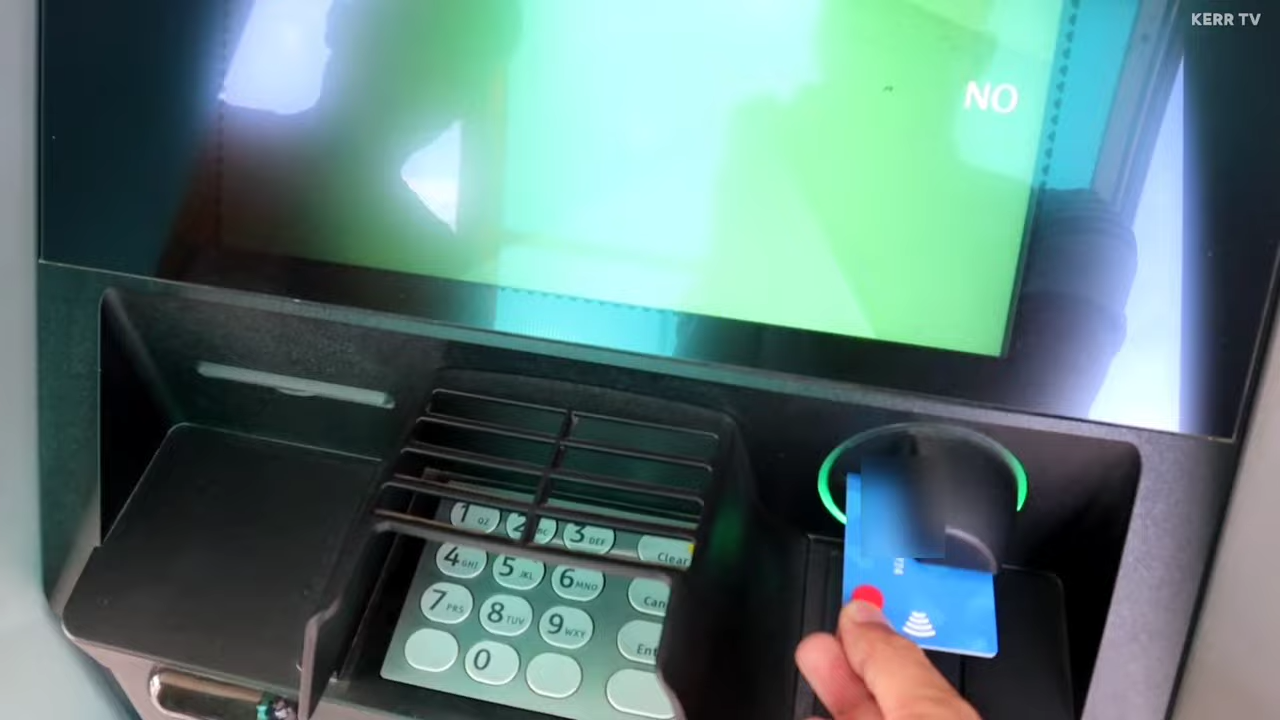 KERR TV
NO
1 QZ 2 3 DEF Clear
4 GHI 5 JKL 6 MNO Can
7 PRS 8 TUV 9 WXY Ent
0